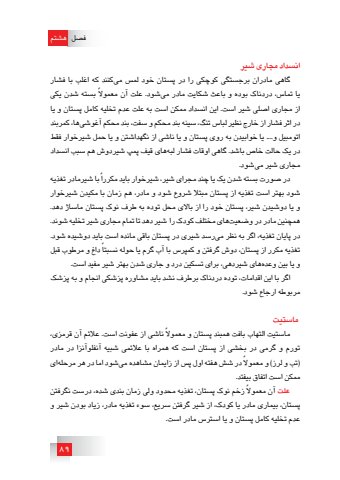 فصل هشتم
انسداد مجاری شیر
گاهی مادران برجستگی کوچکی را در پستان خود لمس می‌کنند که اغلب با فشار
یا تماس، دردناک بوده و باعث شکایت مادر می‌شود. علت آن معمولاً بسته شدن یکی
از مجاری اصلی شیر است. این انسداد ممکن است به علت عدم تخلیه کامل پستان و یا
در اثر فشار از خارج نظیر لباس تنگ، سینه بند محکم و سفت، بند محکم آغوشی‌ها، کمربند
اتومبیل و.... یا خوابیدن به روی پستان و یا ناشی از نگهداشتن و یا حمل شیرخوار فقط
در یک حالت خاص باشد. گاهی اوقات فشار لبه‌های قیف پمپ شیردوش هم سبب انسداد
مجاری شیر می‌شود.
در صورت بسته شدن یک یا چند مجرای شیر، شیرخوار باید مکرراً با شیرمادر تغذیه
شود. بهتر است تغذیه از پستان مبتلا شروع شود و مادر، هم زمان با مکیدن شیرخوار
و یا دوشیدن شیر، پستان خود را از بالای محل توده به طرف نوک پستان ماساژ دهد.
همچنین مادر در وضعیت‌های مختلف کودک را شیر دهد تا تمام مجاری شیر تخلیه شوند.
در پایان تغذیه، اگر به نظر می‌رسد شیری در پستان باقی مانده است باید دوشیده شود.
تغذیه مکرر از پستان، دوش گرفتن و کمپرس با آب گرم یا حوله نسبتاً داغ و مرطوب قبل
و یا بین وعده‌های شیردهی، برای تسکین درد و جاری شدن بهتر شیر مفید است.
اگر با این اقدامات، توده دردناک برطرف نشد باید مشاوره پزشکی انجام و به پزشک
مربوطه ارجاع شود.
ماستیت
ماستیت التهاب بافت همبند پستان و معمولاً ناشی از عفونت است. علائم آن قرمزی،
تورم و گرمی در بخشی از پستان است که همراه با علائمی شبیه آنفلوآنزا در مادر
(تب و لرز) و معمولاً در شش هفته اول پس از زایمان مشاهده می‌شود اما در هر مرحله‌ای
ممکن است اتفاق بیفتد.
علت آن معمولاً زخم نوک پستان، تغذیه محدود ولی زمان بندی شده، درست نگرفتن
پستان، بیماری مادر یا کودک، از شیر گرفتن سریع، سوء تغذیه مادر، زیاد بودن شیر و
عدم تخلیه کامل پستان و یا استرس مادر است.
۸۹